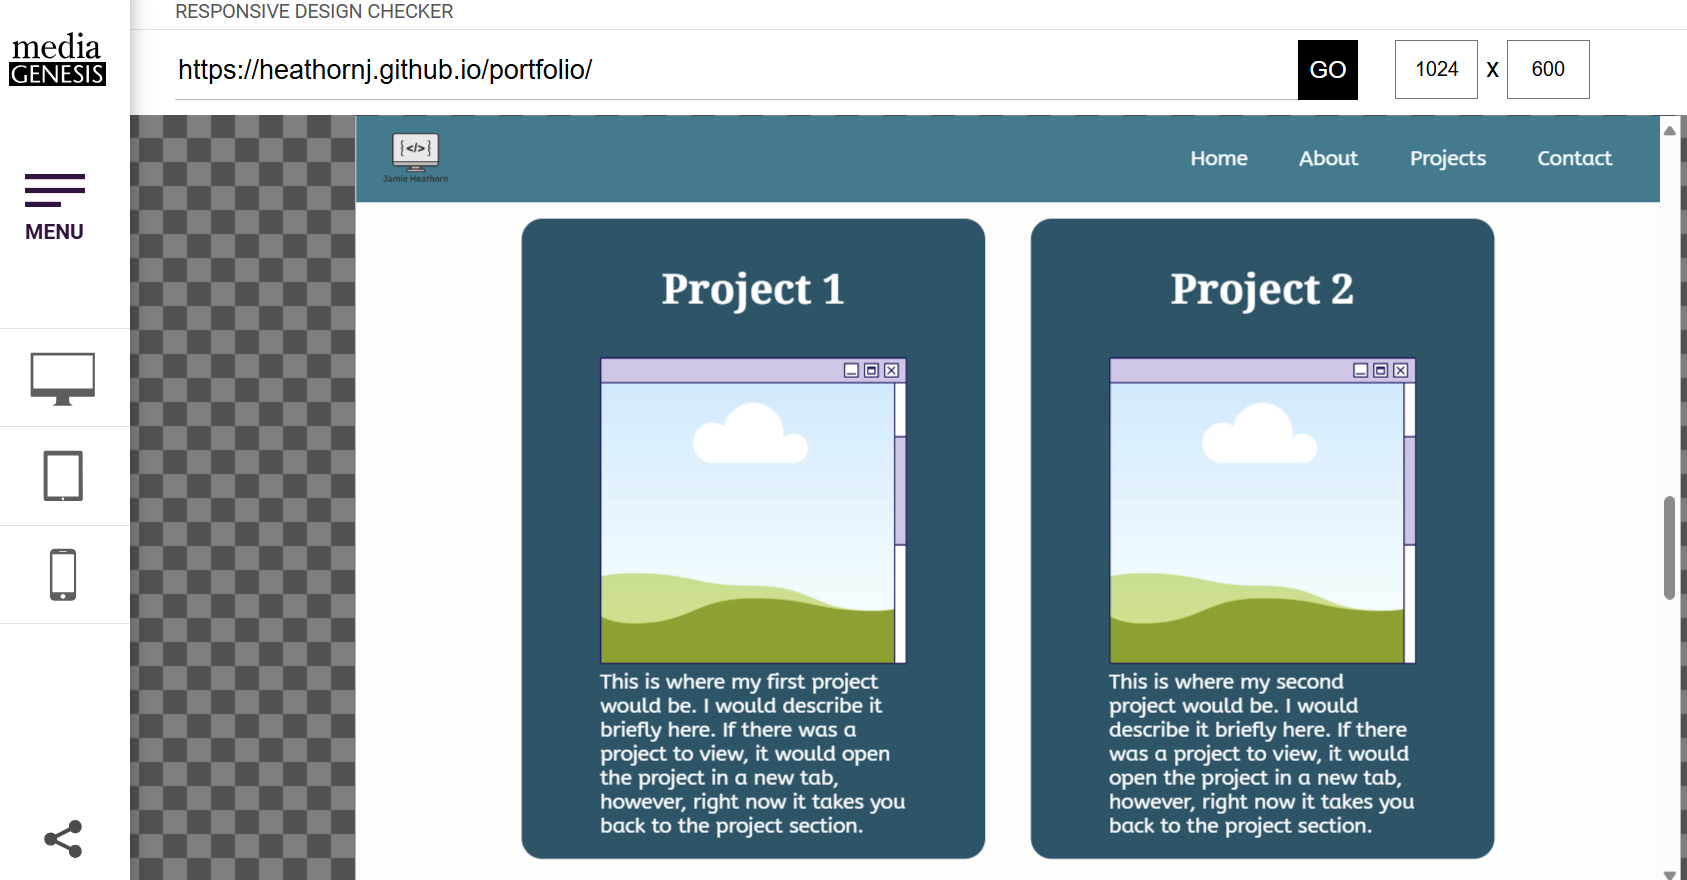 RESPONSIVE DESIGN CHECKER
media
GENESIS
https://heathornj.github.io/portfolio/
GO
1024 x 600
MENU
{</>}
Jamie Heathorn
Home About Projects Contact
Project 1
This is where my first project
would be. I would describe it
briefly here. If there was a
project to view, it would open
the project in a new tab,
however, right now it takes you
back to the project section.
Project 2
This is where my second
project would be. I would
describe it briefly here. If there
was a project to view, it would
open the project in a new tab,
however, right now it takes you
back to the project section.